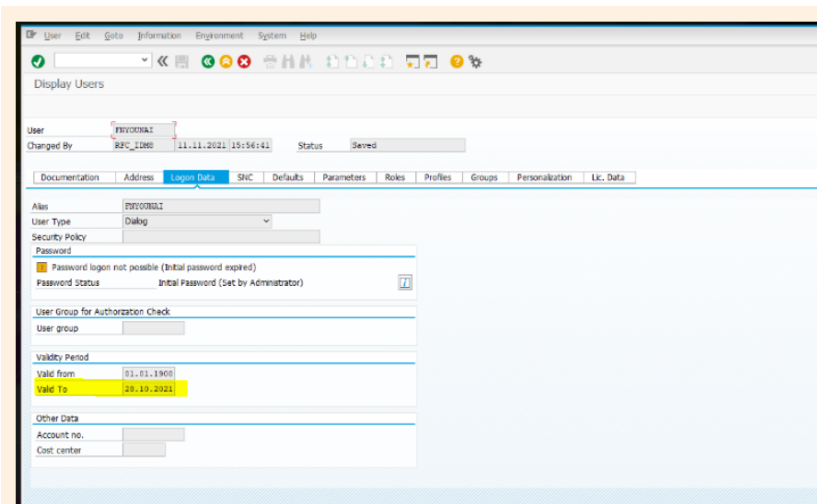 User Edit Goto Information Environment System Help
Display Users
User FNYOUNAI
Changed By RFC_IDM8 11.11.2021 15:56:41 Status Saved
Documentation Address Logon Data SNC Defaults Parameters Roles Profiles Groups Personalization Lic. Data
Alias FNYOUNAI
User Type Dialog
Security Policy
Password
Password logon not possible (Initial password expired)
Password Status Initial Password (Set by Administrator)
User Group for Authorzation Check
User group
Validity Period
Valid from 01.01.1900
Valid To 28.10.2021
Other Data
Account no.
Cost center